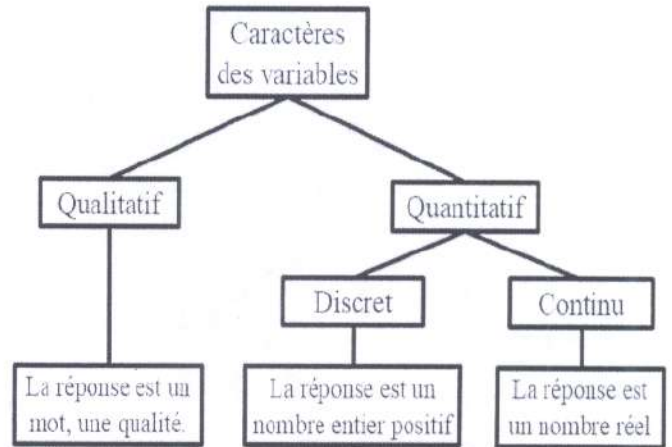 Caractères
des variables
Qualitatif
Quantitatif
Discret
Continu
La réponse est un
mot, une qualité.
La réponse est un
nombre entier positif
La réponse est
un nombre réel